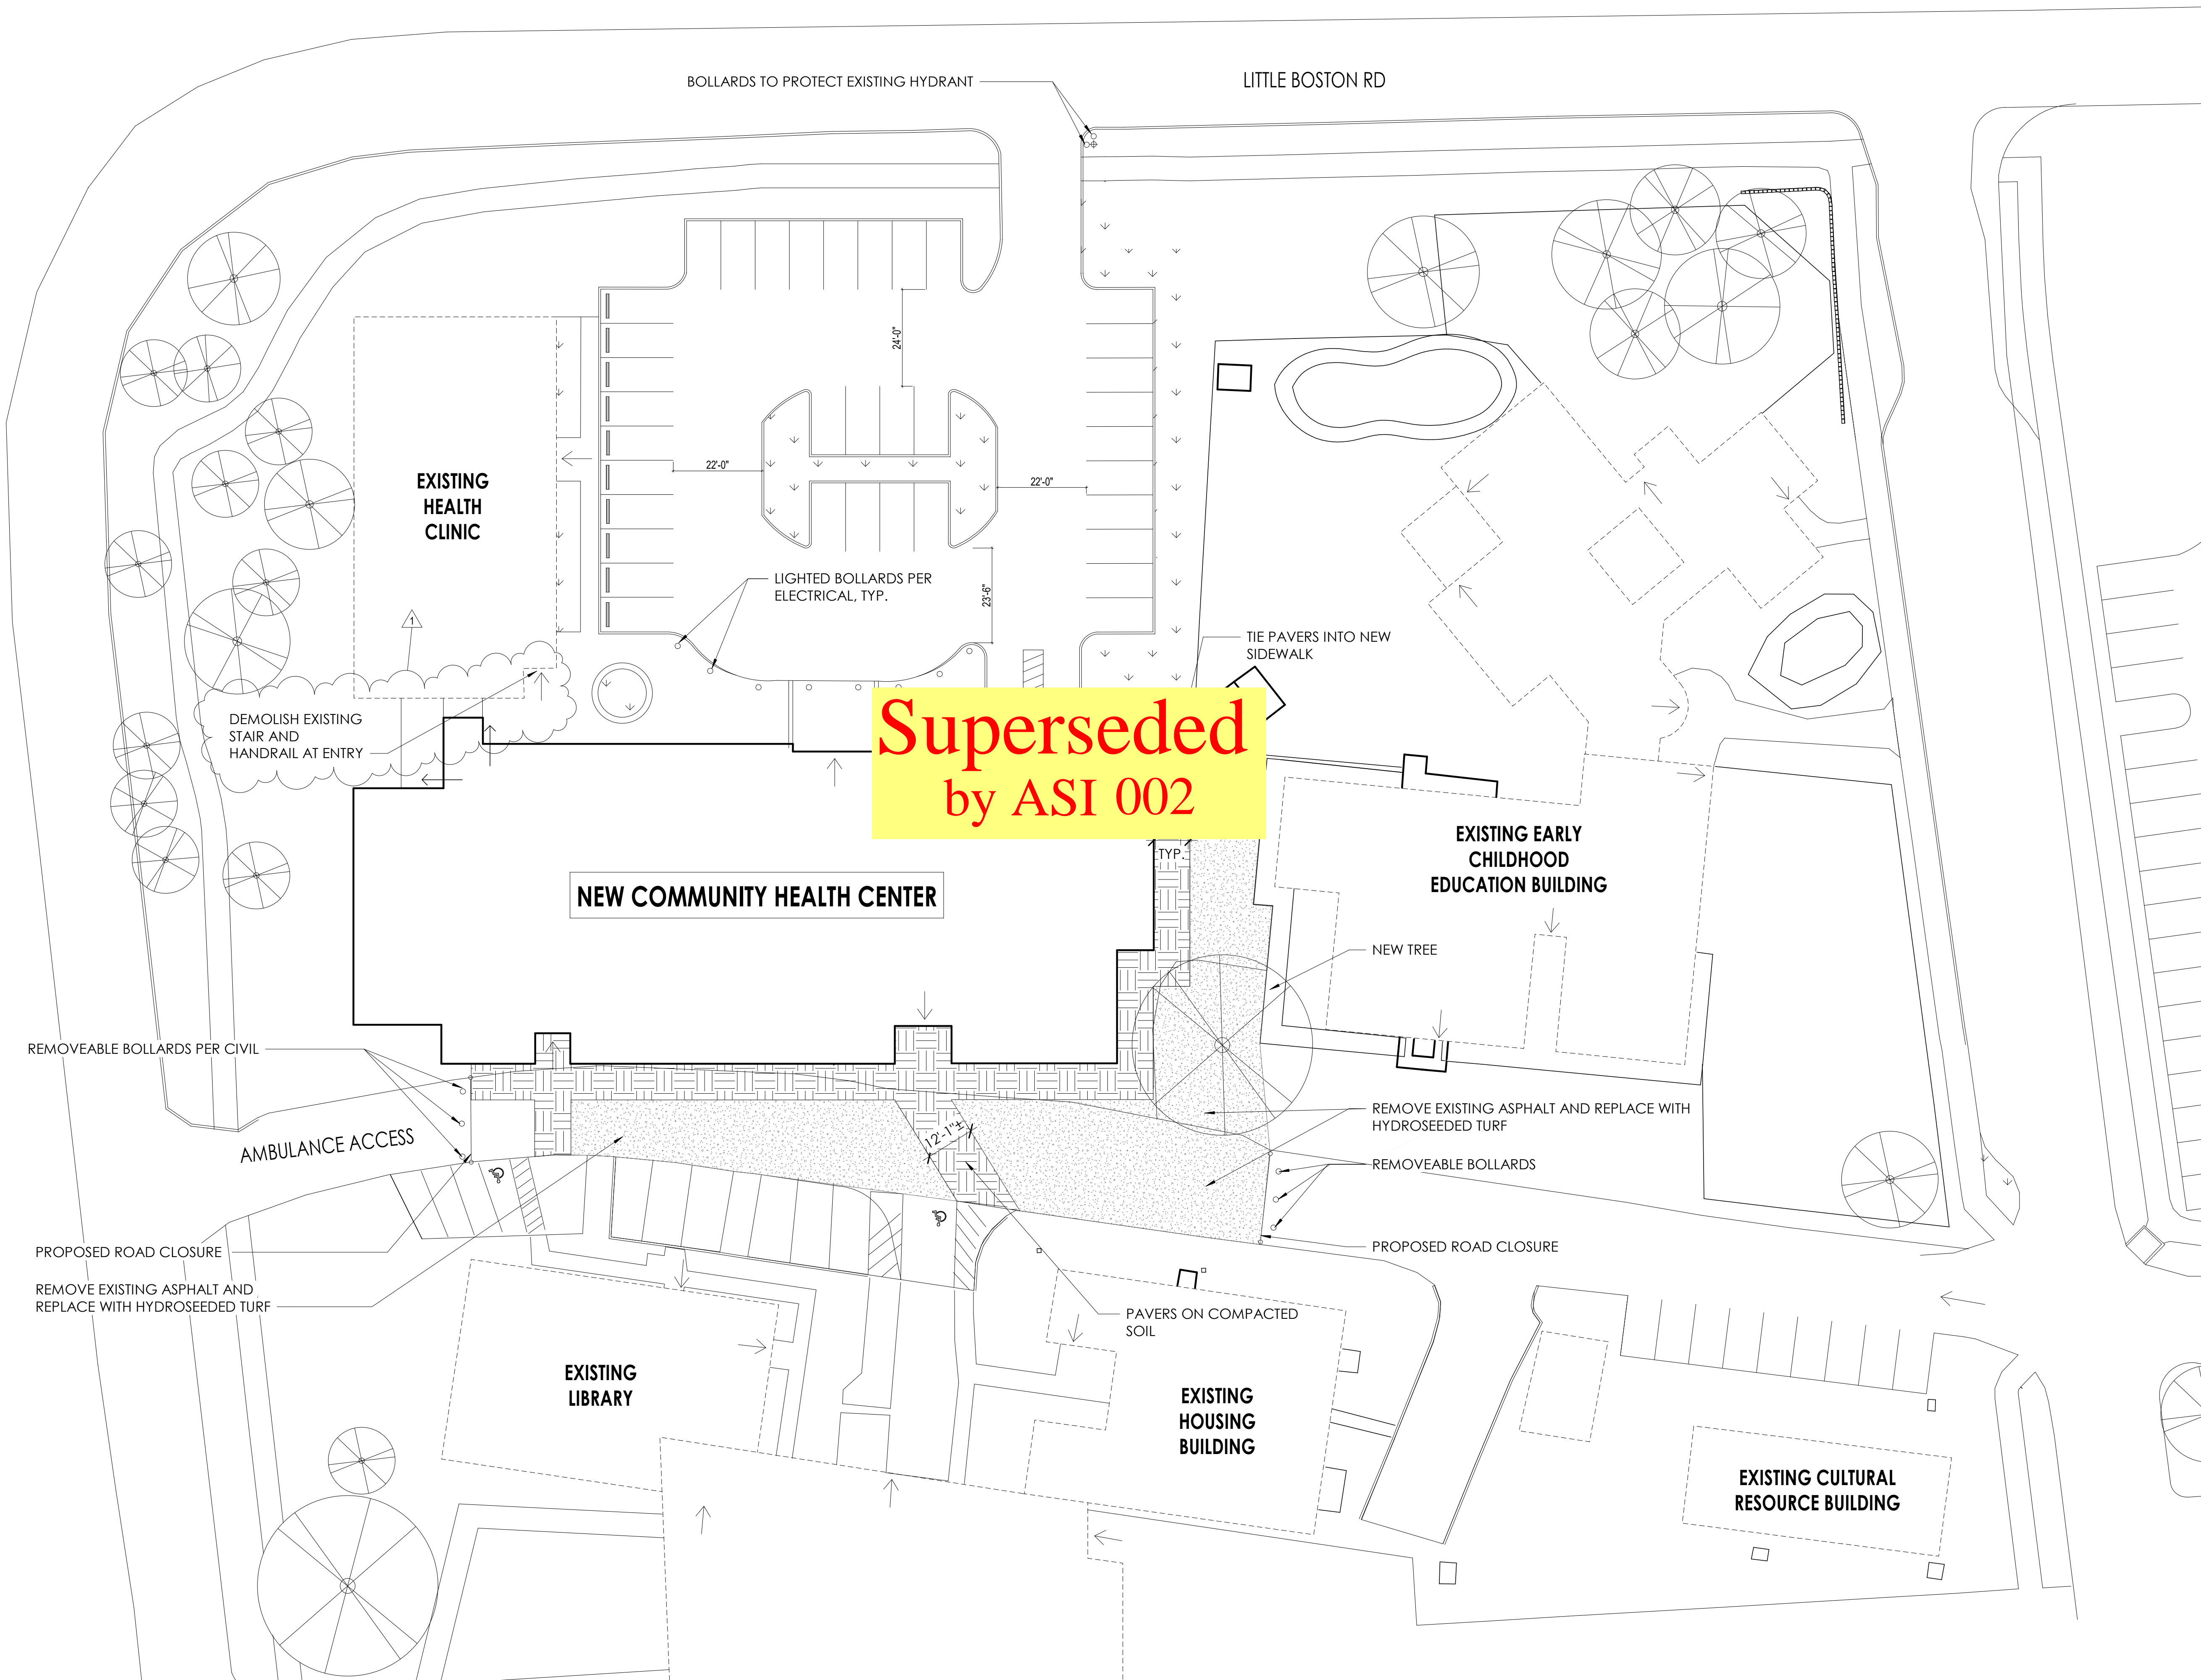 BOLLARDS TO PROTECT EXISTING HYDRANT
LITTLE BOSTON RD
24'-0"
22'-0"
22'-0"
EXISTING
HEALTH
CLINIC
LIGHTED BOLLARDS PER
ELECTRICAL, TYP.
23'-6"
1
TIE PAVERS INTO NEW
SIDEWALK
DEMOLISH EXISTING
STAIR AND
HANDRAIL AT ENTRY
Superseded
by ASI 002
TYP.
EXISTING EARLY
CHILDHOOD
EDUCATION BUILDING
NEW COMMUNITY HEALTH CENTER
NEW TREE
REMOVEABLE BOLLARDS PER CIVIL
AMBULANCE ACCESS
12'-1"±
REMOVE EXISTING ASPHALT AND REPLACE WITH
HYDROSEEDED TURF
REMOVEABLE BOLLARDS
PROPOSED ROAD CLOSURE
PROPOSED ROAD CLOSURE
REMOVE EXISTING ASPHALT AND
REPLACE WITH HYDROSEEDED TURF
PAVERS ON COMPACTED
SOIL
EXISTING
LIBRARY
EXISTING
HOUSING
BUILDING
EXISTING CULTURAL
RESOURCE BUILDING